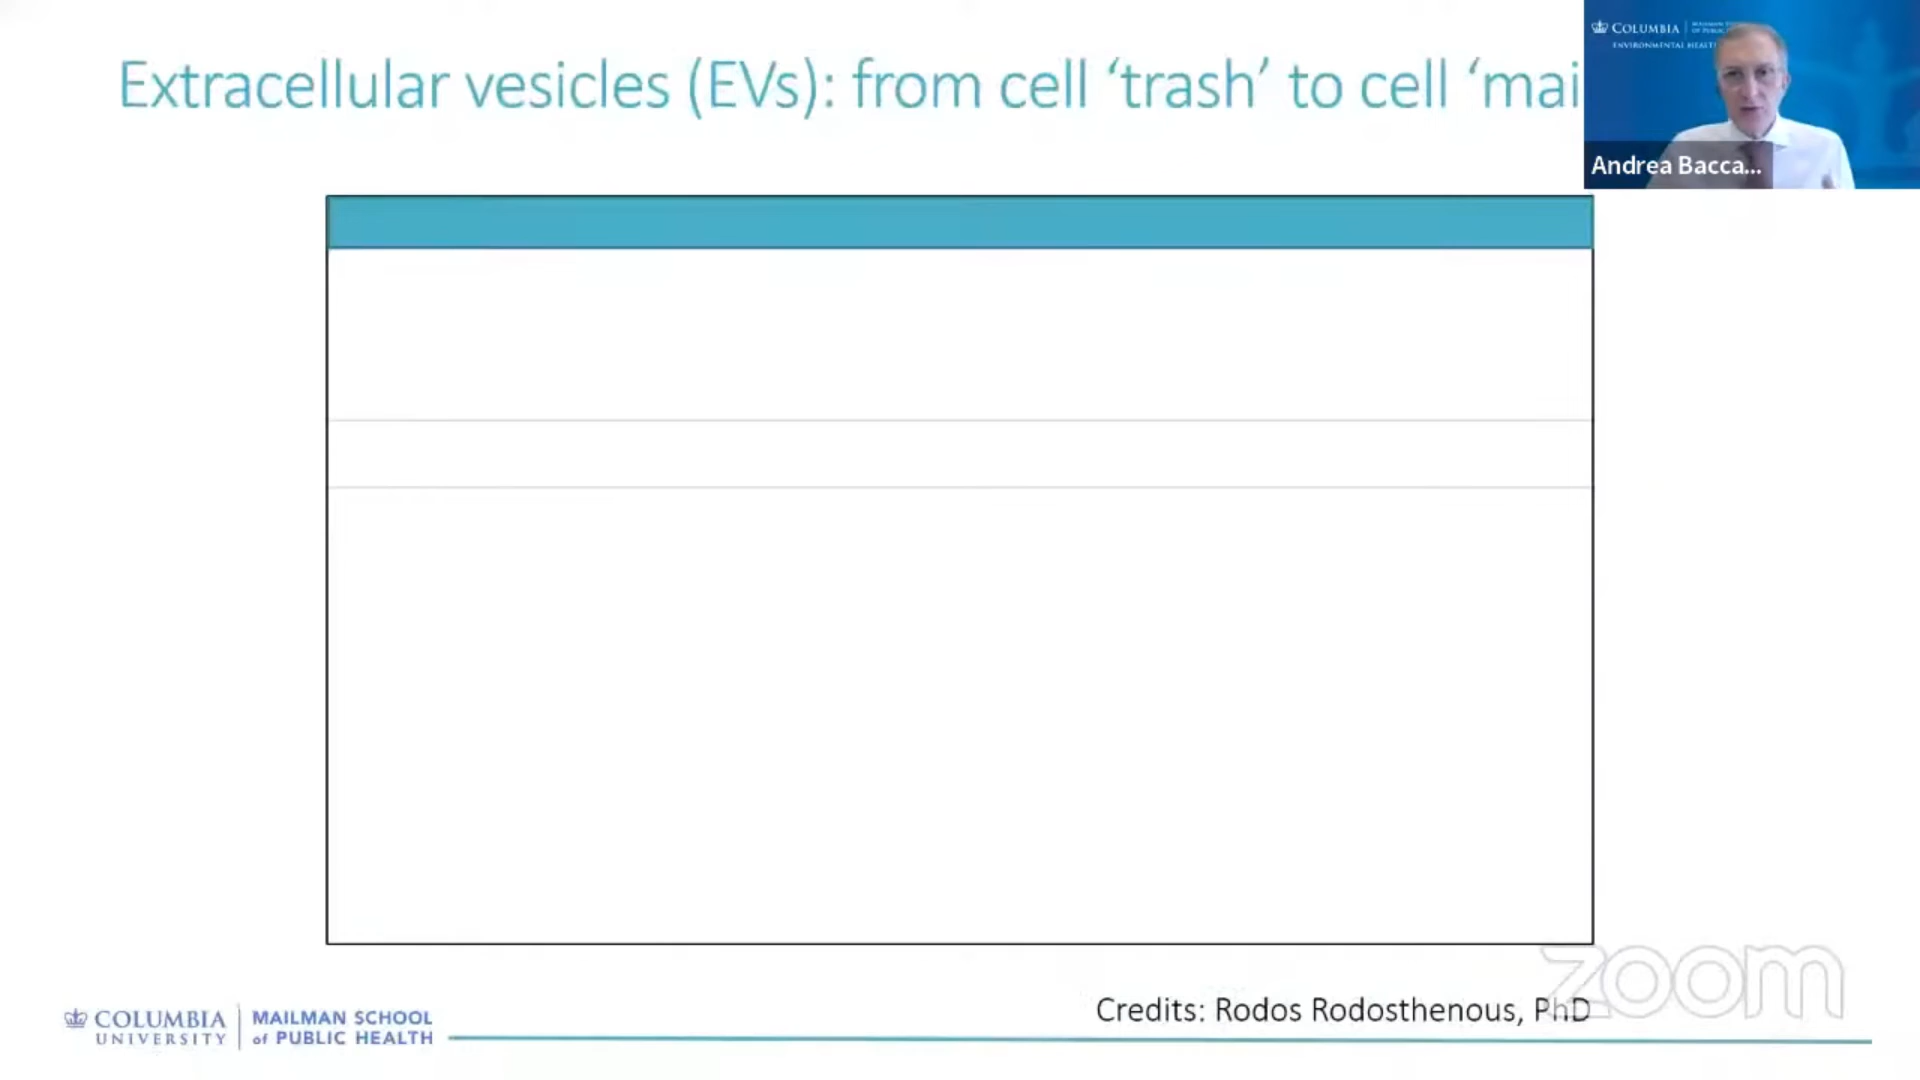 Extracellular vesicles (EVs): from cell ‘trash’ to cell ‘mai
COLUMBIA
ENVIRONMENTAL HEALT
Andrea Bacca...
zoom
Credits: Rodos Rodosthenous, PhD
COLUMBIA UNIVERSITY
MAILMAN SCHOOL
of PUBLIC HEALTH